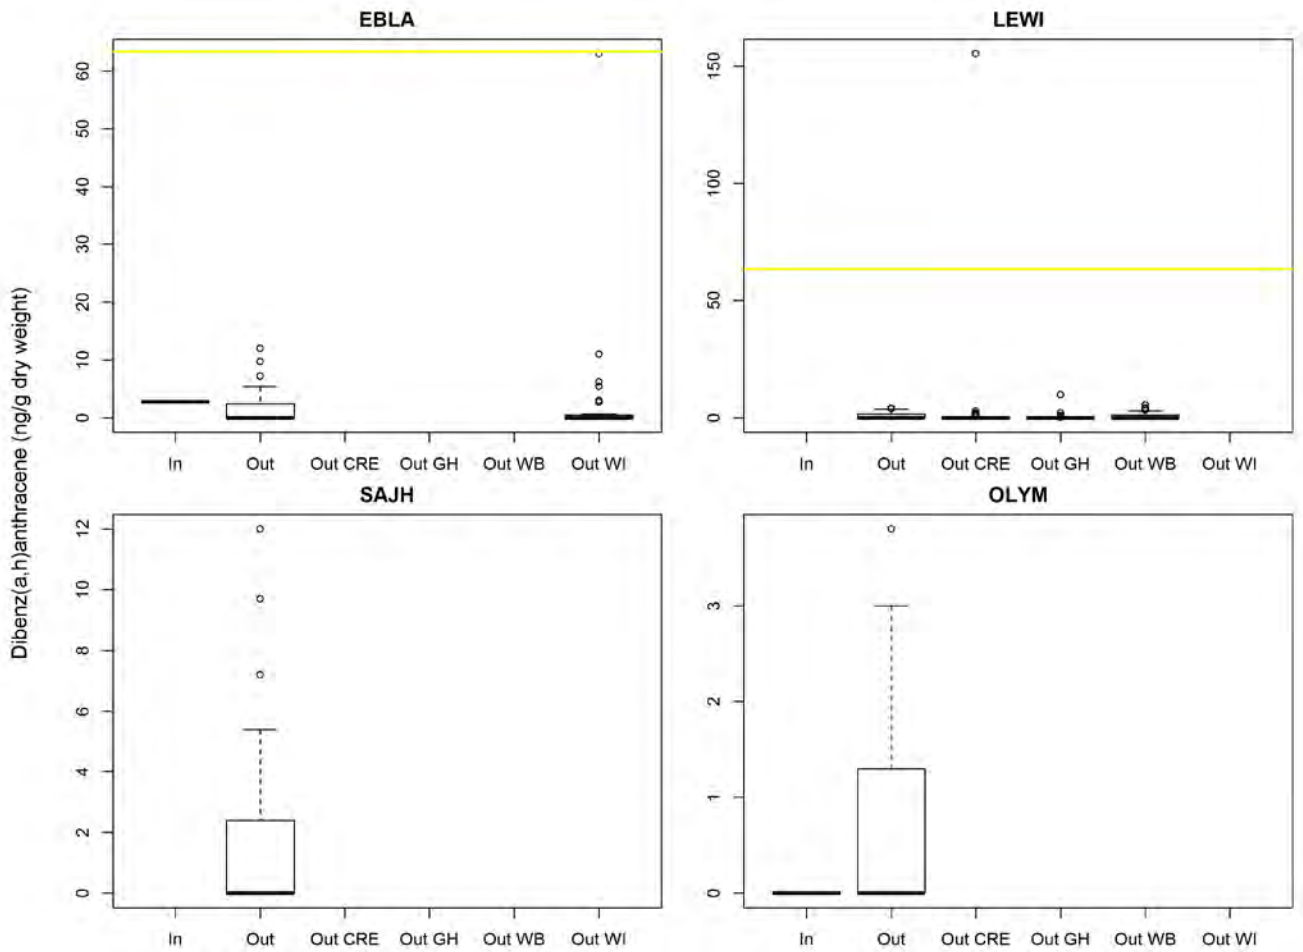 EBLA
LEWI
Dibenz(a,h)anthracene (ng/g dry weight)
60
50
40
30
20
10
0
150
100
50
0
In Out Out CRE Out GH Out WB Out WI
In Out Out CRE Out GH Out WB Out WI
SAJH
OLYM
12
10
8
6
4
2
0
3
2
1
0
In Out Out CRE Out GH Out WB Out WI
In Out Out CRE Out GH Out WB Out WI